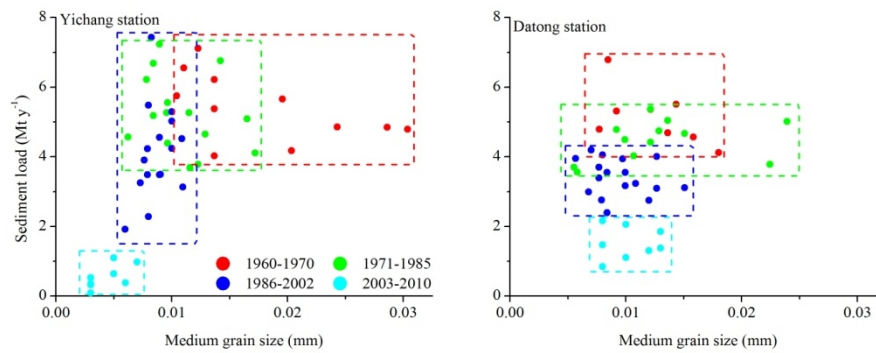 Yichang station
Sediment load (Mt y⁻¹)
8
6
4
2
0
0.00 0.01 0.02 0.03
Medium grain size (mm)
1960-1970 1971-1985
1986-2002 2003-2010
Datong station
8
6
4
2
0
0.00 0.01 0.02 0.03
Medium grain size (mm)